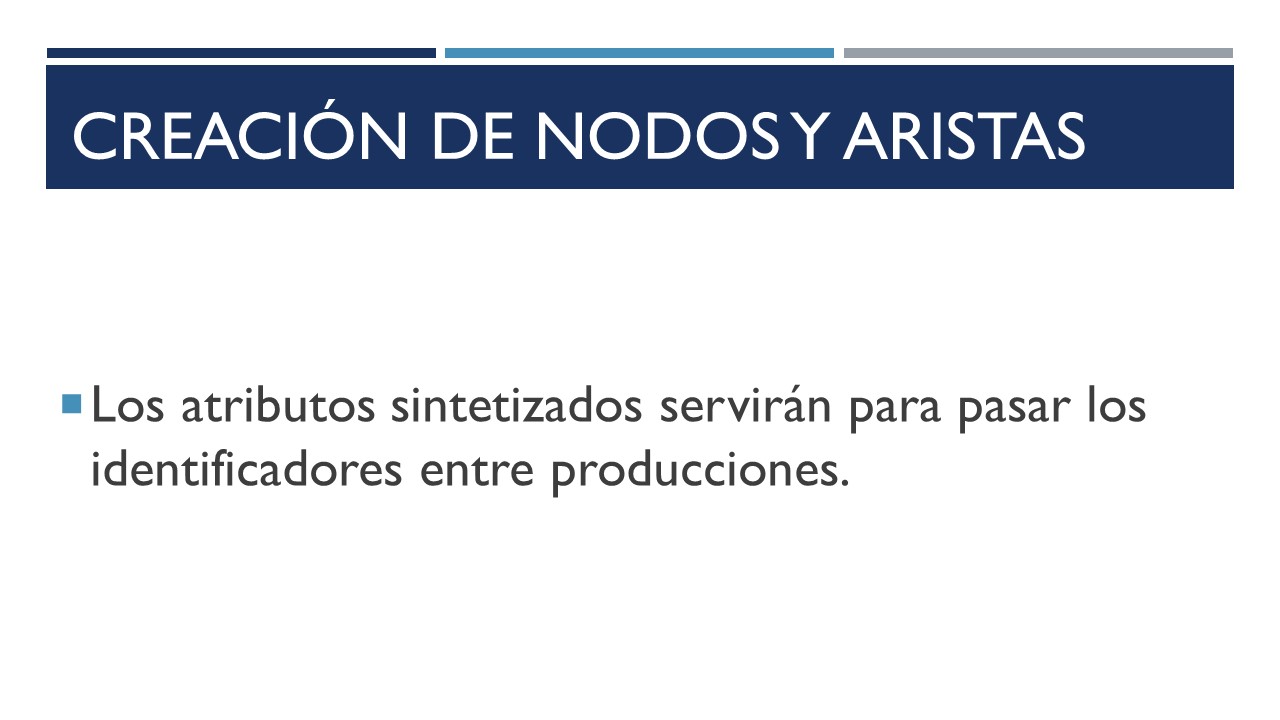 CREACIÓN DE NODOS Y ARISTAS
Los atributos sintetizados servirán para pasar los
identificadores entre producciones.